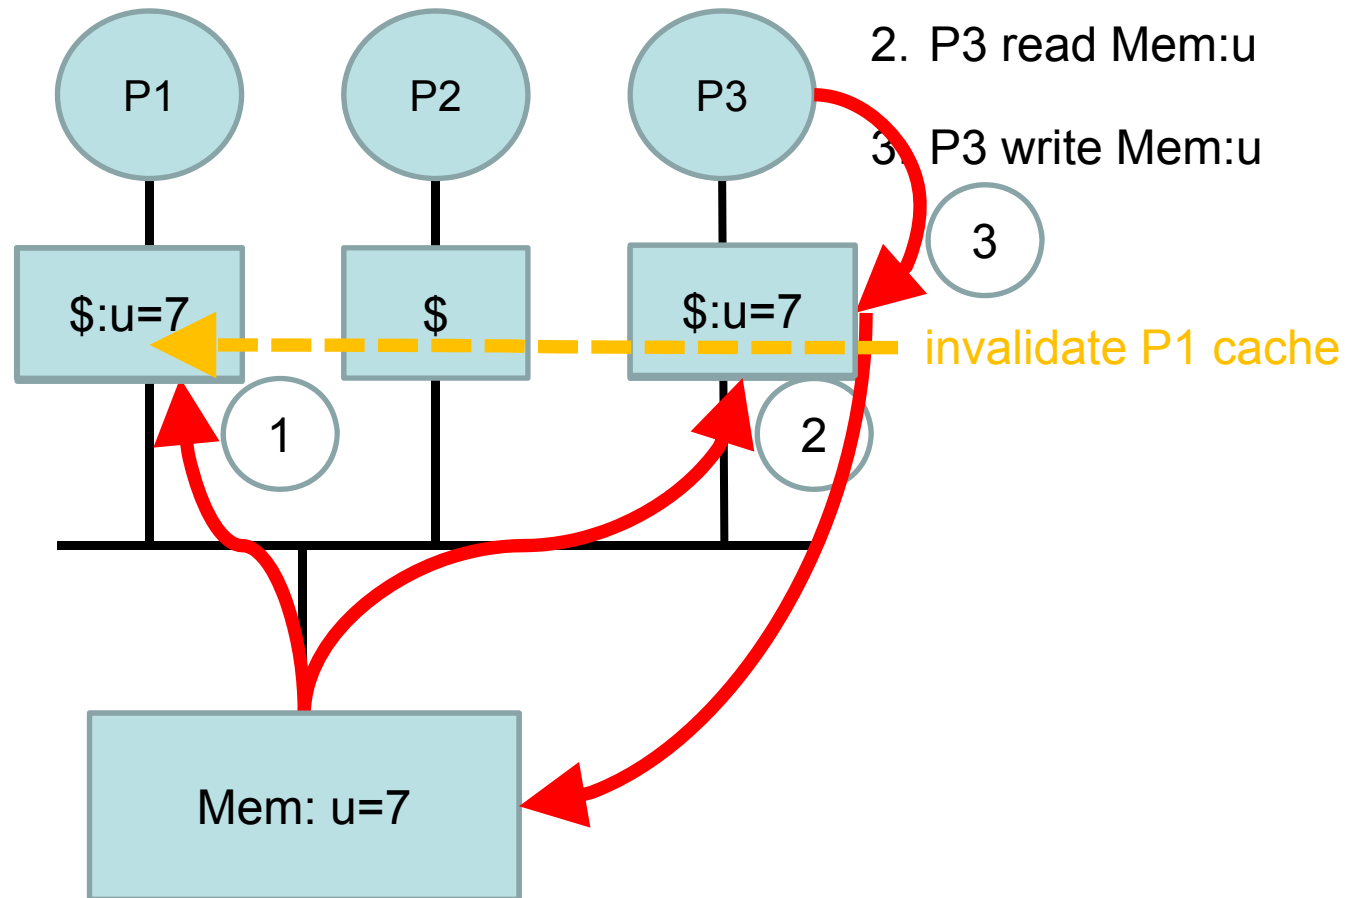 P1
P2
P3
2. P3 read Mem:u
3. P3 write Mem:u
3
$:u=7
$
$:u=7
invalidate P1 cache
1
2
Mem: u=7